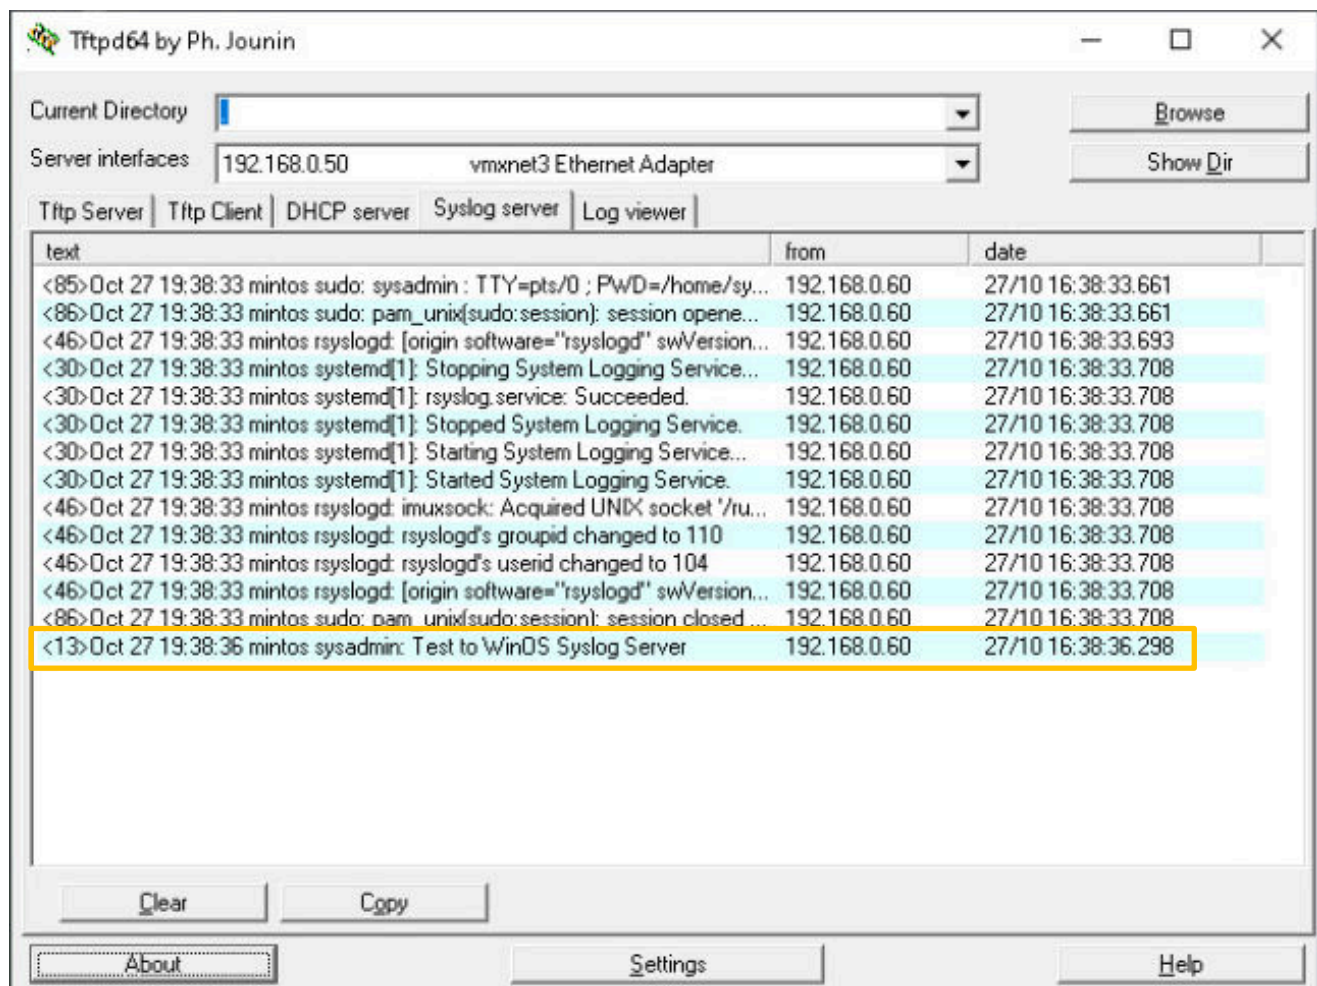 Tftpd64 by Ph. Jounin
Current Directory
.
Browse
Server interfaces 192.168.0.50 vmxnet3 Ethernet Adapter
Show Dir
Tftp Server Tftp Client DHCP server Syslog server Log viewer
text from date
<85>Oct 27 19:38:33 mintos sudo: sysadmin : TTY=pts/0 ; PWD=/home/sy... 192.168.0.60 27/10 16:38:33.661
<86>Oct 27 19:38:33 mintos sudo: pam_unix(sudo:session): session opene... 192.168.0.60 27/10 16:38:33.661
<46>Oct 27 19:38:33 mintos rsyslogd: [origin software="rsyslogd" swVersion... 192.168.0.60 27/10 16:38:33.693
<30>Oct 27 19:38:33 mintos systemd[1]: Stopping System Logging Service... 192.168.0.60 27/10 16:38:33.708
<30>Oct 27 19:38:33 mintos systemd[1]: rsyslog.service: Succeeded. 192.168.0.60 27/10 16:38:33.708
<30>Oct 27 19:38:33 mintos systemd[1]: Stopped System Logging Service. 192.168.0.60 27/10 16:38:33.708
<30>Oct 27 19:38:33 mintos systemd[1]: Starting System Logging Service... 192.168.0.60 27/10 16:38:33.708
<30>Oct 27 19:38:33 mintos systemd[1]: Started System Logging Service. 192.168.0.60 27/10 16:38:33.708
<46>Oct 27 19:38:33 mintos rsyslogd: imuxsock: Acquired UNIX socket '/ru... 192.168.0.60 27/10 16:38:33.708
<46>Oct 27 19:38:33 mintos rsyslogd: rsyslogd's groupid changed to 110 192.168.0.60 27/10 16:38:33.708
<46>Oct 27 19:38:33 mintos rsyslogd: rsyslogd's userid changed to 104 192.168.0.60 27/10 16:38:33.708
<46>Oct 27 19:38:33 mintos rsyslogd: [origin software="rsyslogd" swVersion... 192.168.0.60 27/10 16:38:33.708
<86>Oct 27 19:38:33 mintos sudo: pam_unix(sudo:session): session closed ... 192.168.0.60 27/10 16:38:33.708
<13>Oct 27 19:38:36 mintos sysadmin: Test to WinOS Syslog Server 192.168.0.60 27/10 16:38:36.298
Clear Copy
About Settings Help